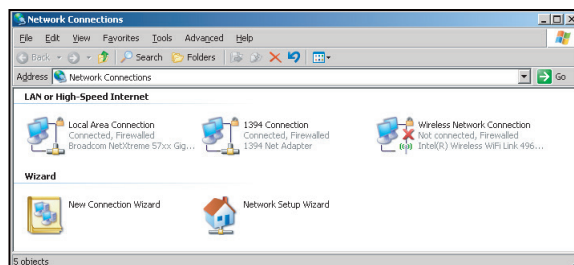 Network Connections
File Edit View Favorites Tools Advanced Help
Back Search Folders
Address Network Connections Go
LAN or High-Speed Internet
Local Area Connection
Connected, Firewalled
Broadcom NetXtreme 57xx Gig...
1394 Connection
Connected, Firewalled
1394 Net Adapter
Wireless Network Connection
Not connected, Firewalled
Intel(R) Wireless WiFi Link 496...
Wizard
New Connection Wizard
Network Setup Wizard
5 objects